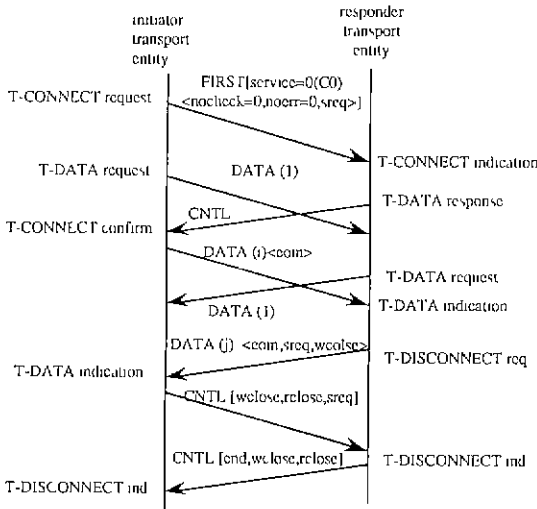 initiator
transport
entity
responder
transport
entity
FIRST[service=0(C0)
<nocheck=0,noerr=0,sreq>]
T-CONNECT request
T-CONNECT indication
T-DATA request
DATA (1)
T-DATA response
CNTL
T-CONNECT confirm
DATA (i)<eom>
T-DATA request
T-DATA indication
DATA (1)
DATA (j) <eom,sreq,wcolse>
T-DISCONNECT req
T-DATA indication
CNTL [wclose,rclose,sreq]
CNTL [end,wclose,rclose]
T-DISCONNECT ind
T-DISCONNECT ind